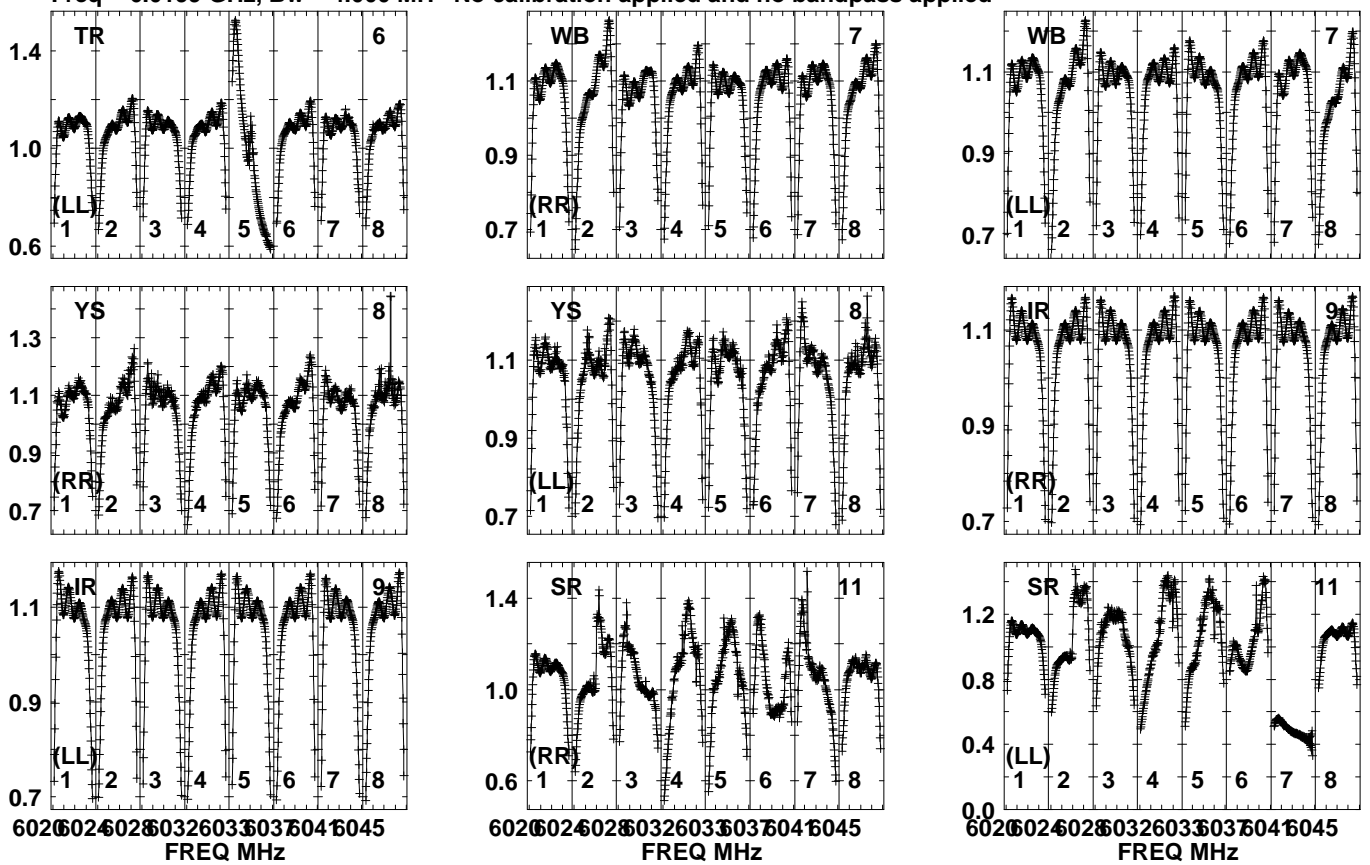 Freq = GHz, Bw = MH No calibration applied and no bandpass applied
TR 6
1.4
1.0
0.6
(LL)
1 2 3 4 5 6 7 8
WB 7
1.1
0.9
0.7
(RR)
1 2 3 4 5 6 7 8
WB 7
1.1
0.9
0.7
(LL)
1 2 3 4 5 6 7 8
YS 8
1.3
1.1
0.9
0.7
(RR)
1 2 3 4 5 6 7 8
YS 8
1.1
0.9
0.7
(LL)
1 2 3 4 5 6 7 8
IR 9
1.1
0.9
0.7
(RR)
1 2 3 4 5 6 7 8
IR 9
1.1
0.9
0.7
(LL)
1 2 3 4 5 6 7 8
6020 6024 6028 6032 6033 6037 6041 6045
FREQ MHz
SR 11
1.4
1.0
0.6
(RR)
1 2 3 4 5 6 7 8
6020 6024 6028 6032 6033 6037 6041 6045
FREQ MHz
SR 11
1.2
0.8
0.4
0.0
(LL)
1 2 3 4 5 6 7 8
6020 6024 6028 6032 6033 6037 6041 6045
FREQ MHz